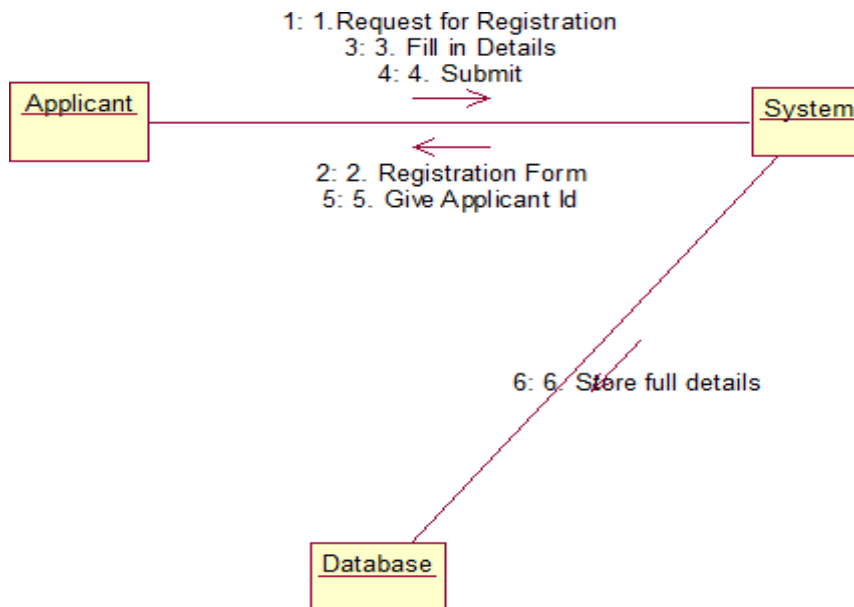 1: 1.Request for Registration
3: 3. Fill in Details
4: 4. Submit
Applicant
System
2: 2. Registration Form
5: 5. Give Applicant Id
6: 6. Store full details
Database